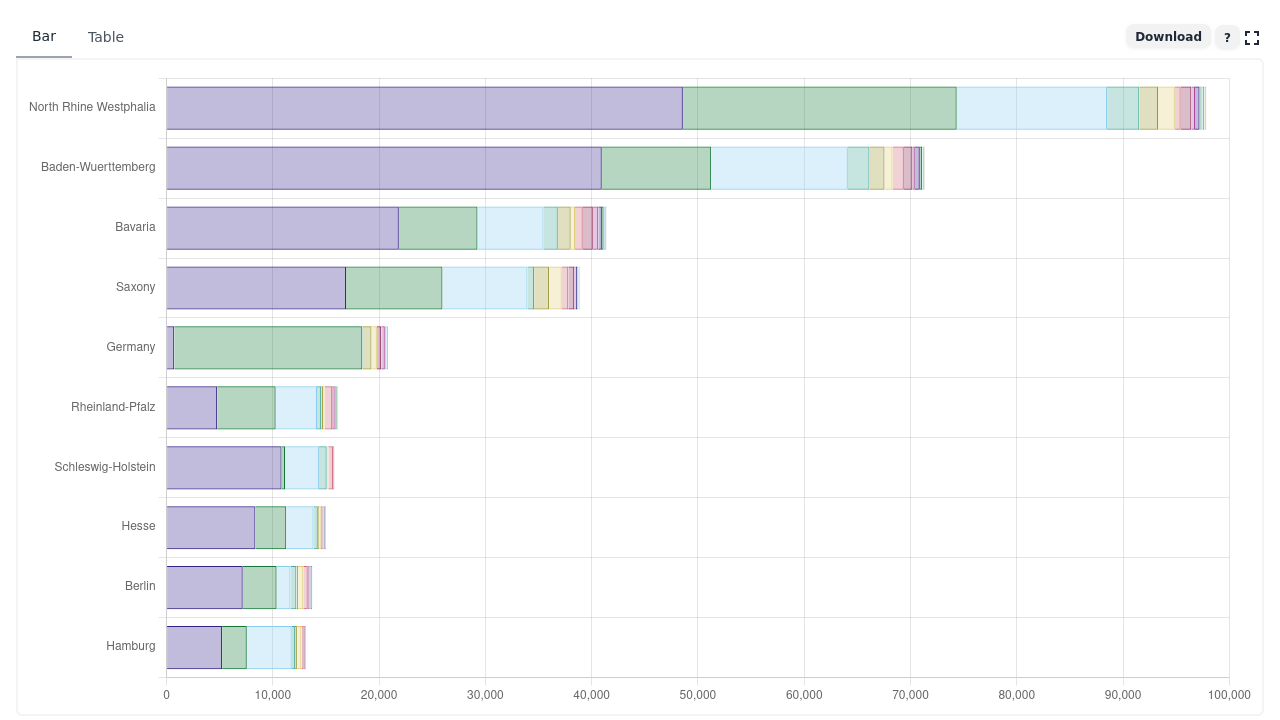 Bar
Table
Download
?
North Rhine Westphalia
Baden-Wuerttemberg
Bavaria
Saxony
Germany
Rheinland-Pfalz
Schleswig-Holstein
Hesse
Berlin
Hamburg
0 10,000 20,000 30,000 40,000 50,000 60,000 70,000 80,000 90,000 100,000